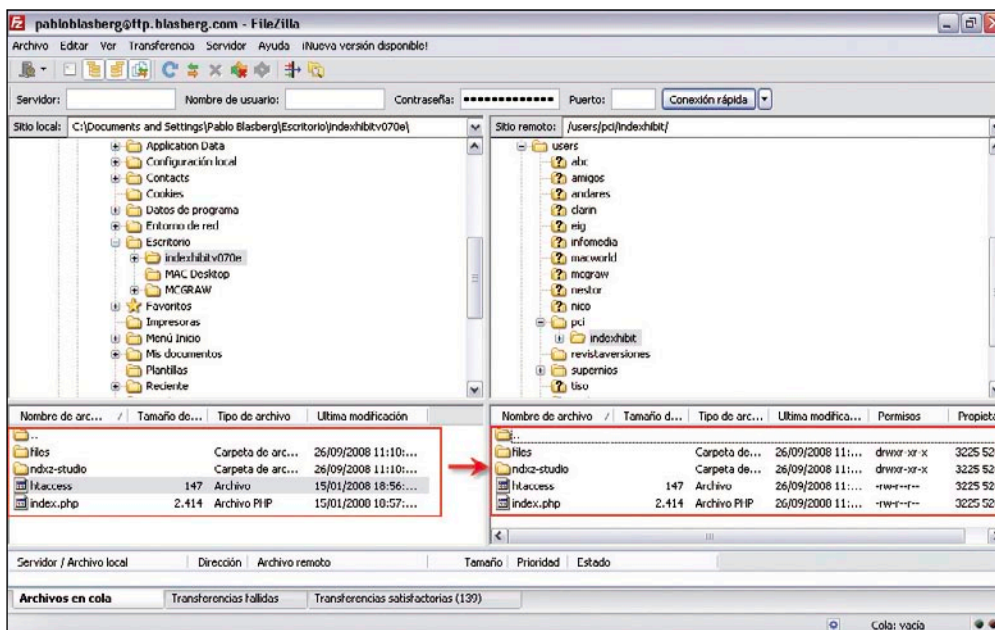 pabloblasberg@ftp.blasberg.com - FileZilla
Archivo Editar Ver Transferencia Servidor Ayuda ¡Nueva versión disponible!
Servidor: Nombre de usuario: Contraseña: ●●●●●●●●●●●●● Puerto: Conexión rápida
Sitio local: C:\Documents and Settings\Pablo Blasberg\Escritorio\indexhibitv070e\
Application Data
Configuración local
Contacts
Cookies
Datos de programa
Entorno de red
Escritorio
indexhibitv070e
MAC Desktop
MCGRAW
Favoritos
Impresoras
Menú Inicio
Mis documentos
Plantillas
Reciente
Sitio remoto: /users/pci/indexhibit/
users
abc
amigos
andares
clarin
eig
infomedia
macworld
mcgraw
nestor
nico
pci
indexhibit
revistaversiones
supernios
tiso
Nombre de arc... / Tamaño de... Tipo de archivo Ultima modificación
..
files Carpeta de arc... 26/09/2008 11:10:...
ndxz-studio Carpeta de arc... 26/09/2008 11:10:...
htaccess 147 Archivo 15/01/2008 18:56:...
index.php 2.414 Archivo PHP 15/01/2008 18:57:...
Nombre de archivo / Tamaño d... Tipo de arc... Ultima modifica... Permisos Propieta
..
files Carpeta de... 26/09/2008 11:... drwxr-xr-x 3225 52
ndxz-studio Carpeta de... 26/09/2008 11:... drwxr-xr-x 3225 52
htaccess 147 Archivo 26/09/2008 11:... -rw-r--r-- 3225 52
index.php 2.414 Archivo PHP 26/09/2008 11:... -rw-r--r-- 3225 52
Servidor / Archivo local Dirección Archivo remoto Tamaño Prioridad Estado
Archivos en cola Transferencias fallidas Transferencias satisfactorias (139)
Cola: vacía